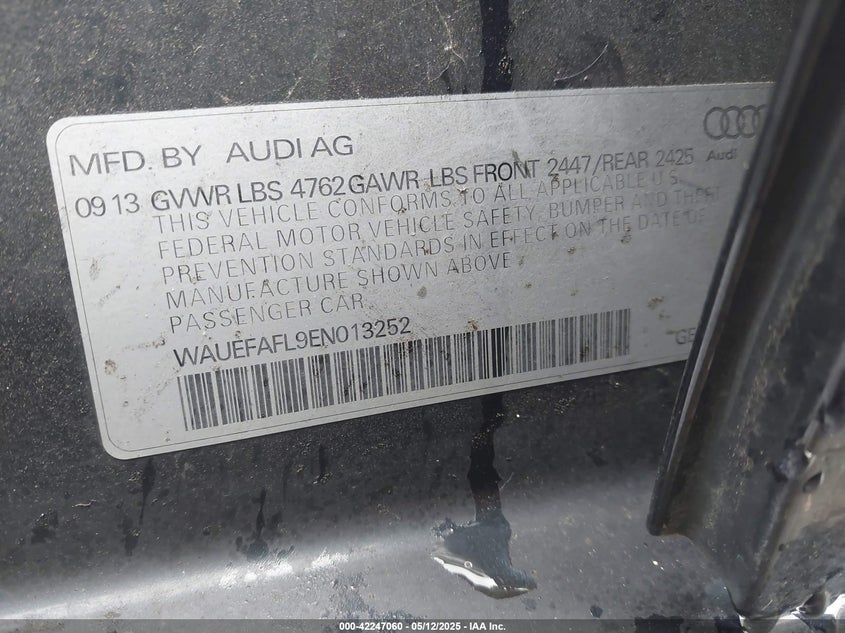 MFD. BY AUDI AG
Audi
09 13 GVWR LBS 4762 GAWR LBS FRONT 2447/REAR 2425
THIS VEHICLE CONFORMS TO ALL APPLICABLE U.S.
FEDERAL MOTOR VEHICLE SAFETY, BUMPER AND THEFT
PREVENTION STANDARDS IN EFFECT ON THE DATE OF
MANUFACTURE SHOWN ABOVE
PASSENGER CAR
WAUEFAFL9EN013252
000-42247060 - 05/12/2025 - IAA Inc.